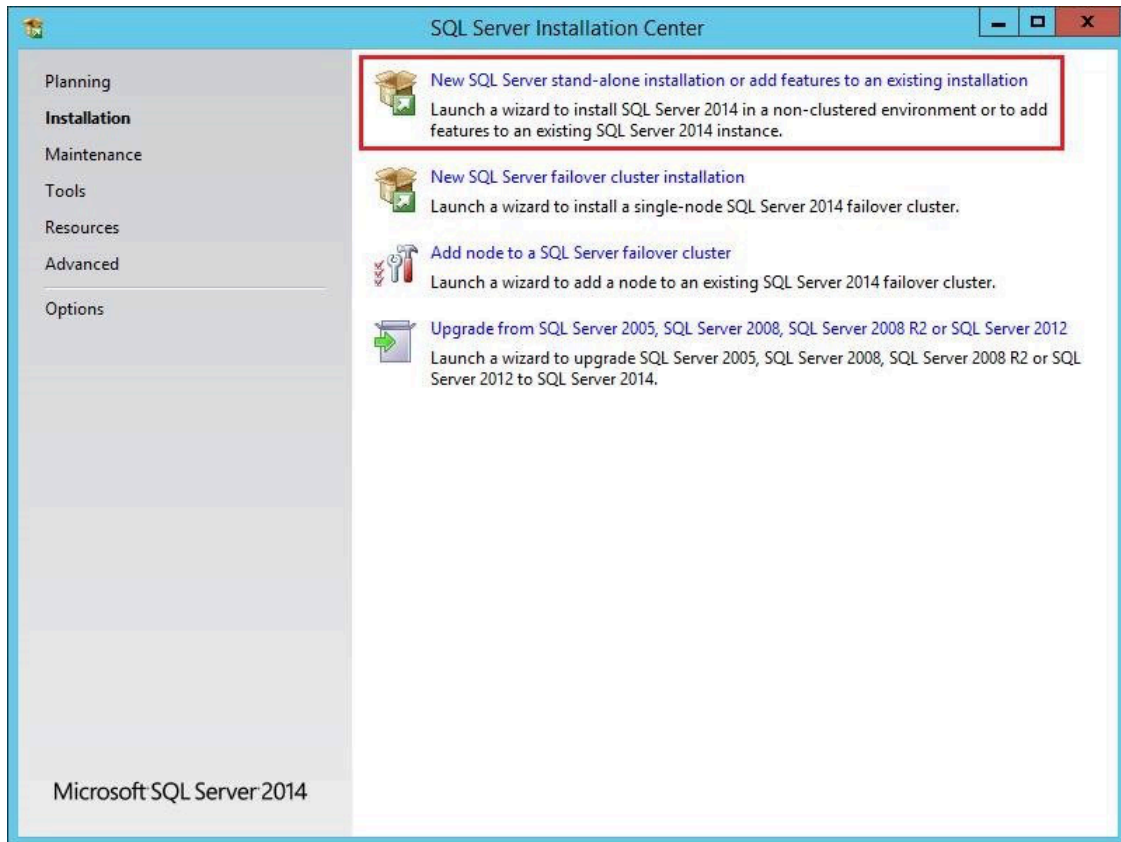 SQL Server Installation Center
Planning
Installation
Maintenance
Tools
Resources
Advanced
Options
New SQL Server stand-alone installation or add features to an existing installation
Launch a wizard to install SQL Server 2014 in a non-clustered environment or to add
features to an existing SQL Server 2014 instance.
New SQL Server failover cluster installation
Launch a wizard to install a single-node SQL Server 2014 failover cluster.
Add node to a SQL Server failover cluster
Launch a wizard to add a node to an existing SQL Server 2014 failover cluster.
Upgrade from SQL Server 2005, SQL Server 2008, SQL Server 2008 R2 or SQL Server 2012
Launch a wizard to upgrade SQL Server 2005, SQL Server 2008, SQL Server 2008 R2 or SQL
Server 2012 to SQL Server 2014.
Microsoft SQL Server 2014